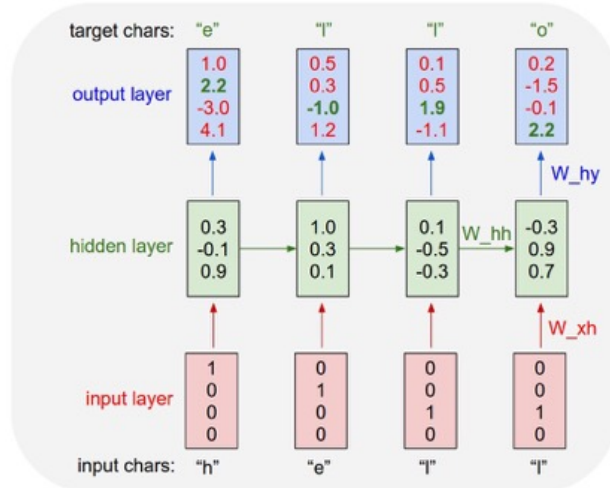 target chars: “e” “l” “l” “o”
output layer
1.0 0.5 0.1 0.2
2.2 0.3 0.5 -1.5
-3.0 -1.0 1.9 -0.1
4.1 1.2 -1.1 2.2
W_hy
hidden layer
0.3 1.0 0.1 -0.3
-0.1 0.3 -0.5 0.9
0.9 0.1 -0.3 0.7
W_hh
W_xh
input layer
1 0 0 0
0 1 0 0
0 0 1 1
0 0 0 0
input chars: “h” “e” “l” “l”